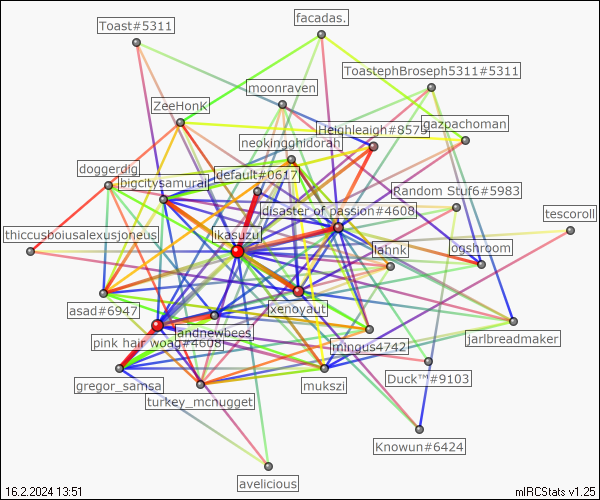 facadas.
Toast#5311
ToastephBroseph5311#5311
moonraven
ZeeHonK
gazpachoman
Heighleaigh#8575
neokingghidorah
doggerdig
default#0617
bigcitysamurai
Random Stuf6#5983
disaster of passion#4608
tescoroll
thiccusboiusalexusjoneus
likasuzu
lahnk
ogshroom
asad#6947
xenoyaut
andnewbees
pink hair woag#4608
mingus4742
jarlbreadmaker
gregor_samsa
mukszi
Duck™#9103
turkey_mcnugget
Knowun#6424
avelicious
16.2.2024 13:51
mIRCStats v1.25